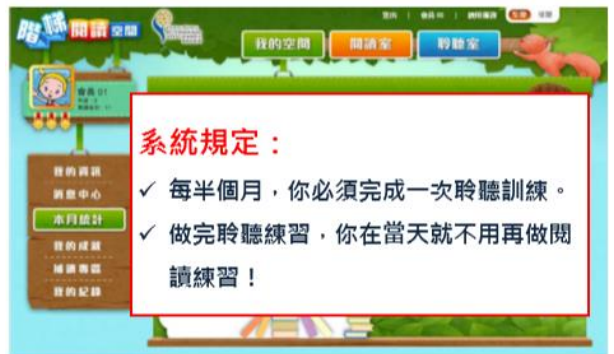 階梯閱讀空間
我的空間
閱讀室
聆聽室
會員 01
我的資訊
消息中心
本月統計
我的成就
補讀專區
我的紀錄
系統規定：
✓ 每半個月，你必須完成一次聆聽訓練。
✓ 做完聆聽練習，你在當天就不用再做閱
讀練習！